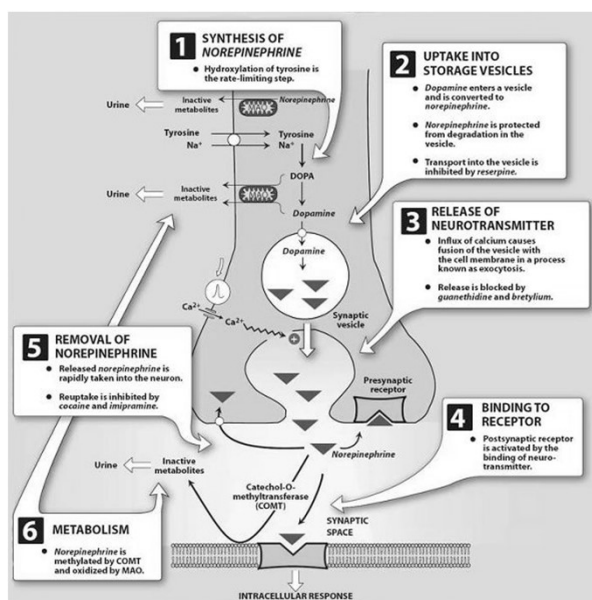 1 SYNTHESIS OF
NOREPINEPHRINE
• Hydroxylation of tyrosine is
the rate-limiting step.
2 UPTAKE INTO
STORAGE VESICLES
• Dopamine enters a vesicle
and is converted to
norepinephrine.
• Norepinephrine is protected
from degradation in the
vesicle.
• Transport into the vesicle is
inhibited by reserpine.
Urine
Inactive
metabolites
Norepinephrine
Tyrosine
Na⁺
Tyrosine
Na⁺
DOPA
Urine
Inactive
metabolites
Dopamine
Dopamine
3 RELEASE OF
NEUROTRANSMITTER
• Influx of calcium causes
fusion of the vesicle with
the cell membrane in a process
known as exocytosis.
• Release is blocked by
guanethidine and bretylium.
Synaptic
vesicle
Ca²⁺
Ca²⁺
+
5 REMOVAL OF
NOREPINEPHRINE
• Released norepinephrine is
rapidly taken into the neuron.
• Reuptake is inhibited by
cocaine and imipramine.
Presynaptic
receptor
4 BINDING TO
RECEPTOR
• Postsynaptic receptor
is activated by the
binding of neuro-
transmitter.
Norepinephrine
Urine
Inactive
metabolites
Catechol-O-
methyltransferase
(COMT)
SYNAPTIC
SPACE
6 METABOLISM
• Norepinephrine is
methylated by COMT
and oxidized by MAO.
INTRACELLULAR RESPONSE